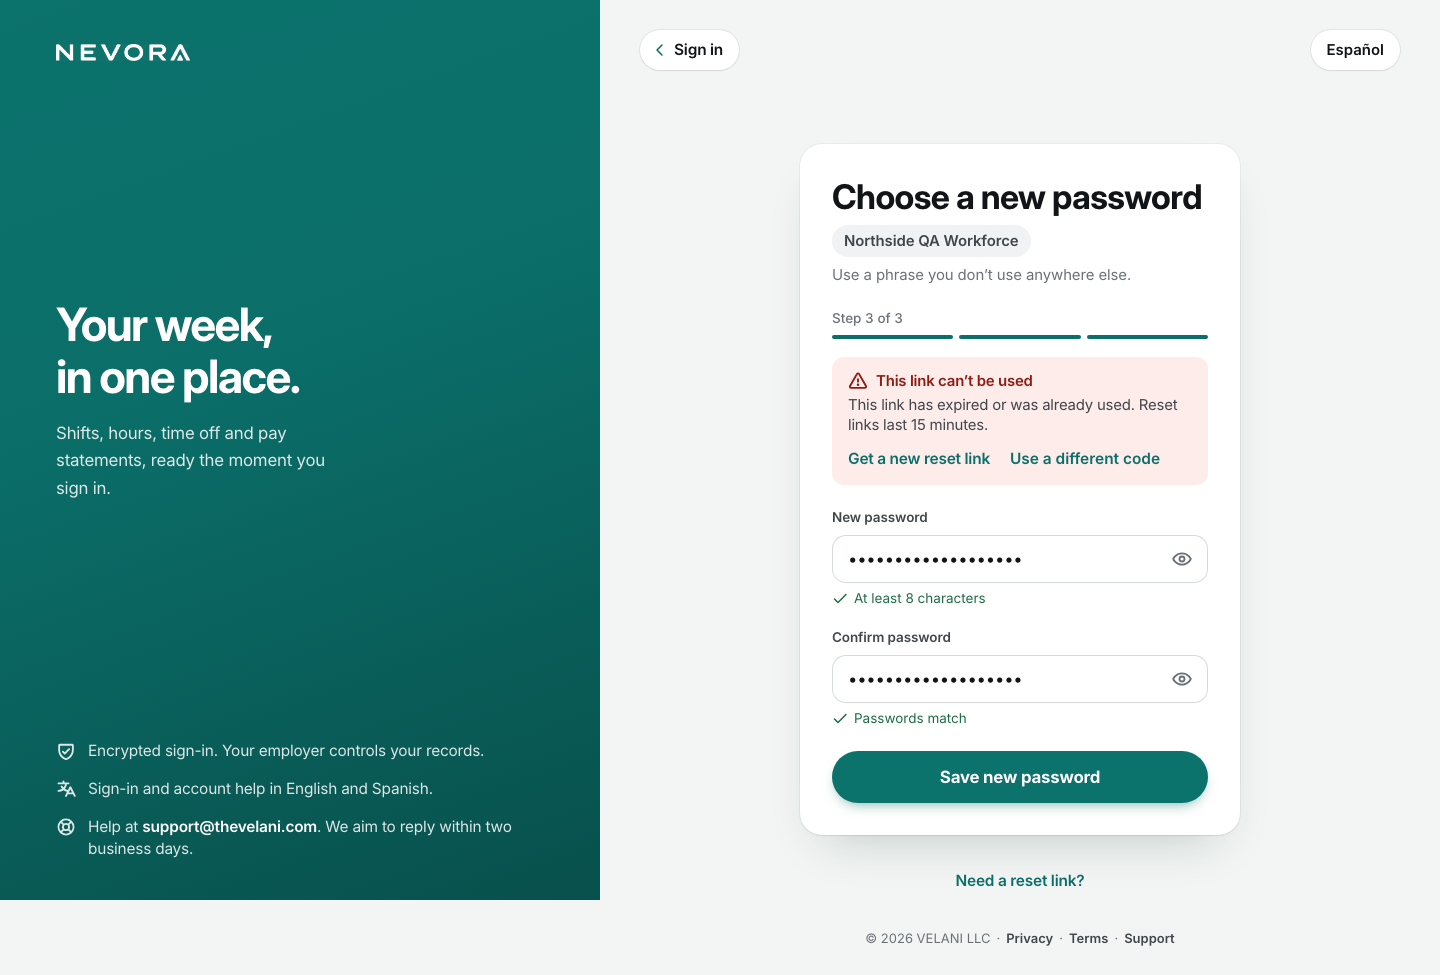 NEVORA
Your week,
in one place.
Shifts, hours, time off and pay
statements, ready the moment you
sign in.
Encrypted sign-in. Your employer controls your records.
Sign-in and account help in English and Spanish.
Help at support@thevelani.com. We aim to reply within two
business days.
Sign in
Español
Choose a new password
Northside QA Workforce
Use a phrase you don’t use anywhere else.
Step 3 of 3
This link can’t be used
This link has expired or was already used. Reset
links last 15 minutes.
Get a new reset link Use a different code
New password
••••••••••••••••••••
At least 8 characters
Confirm password
••••••••••••••••••••
Passwords match
Save new password
Need a reset link?
© 2026 VELANI LLC · Privacy · Terms · Support